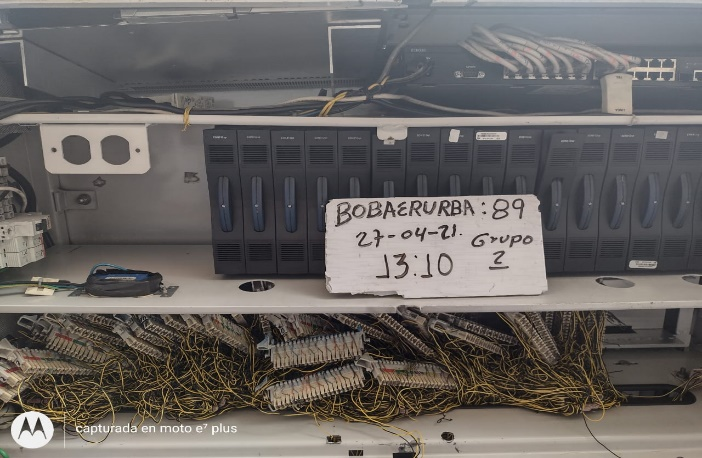 BOBAERURBA:89
27-04-21. Grupo
13:10 2
capturada en moto e⁷ plus